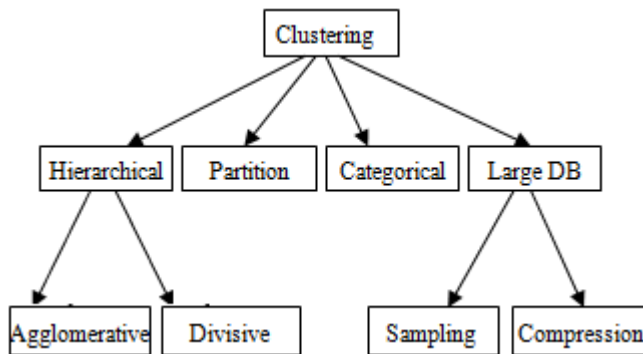 Clustering
Hierarchical
Partition
Categorical
Large DB
Agglomerative
Divisive
Sampling
Compression